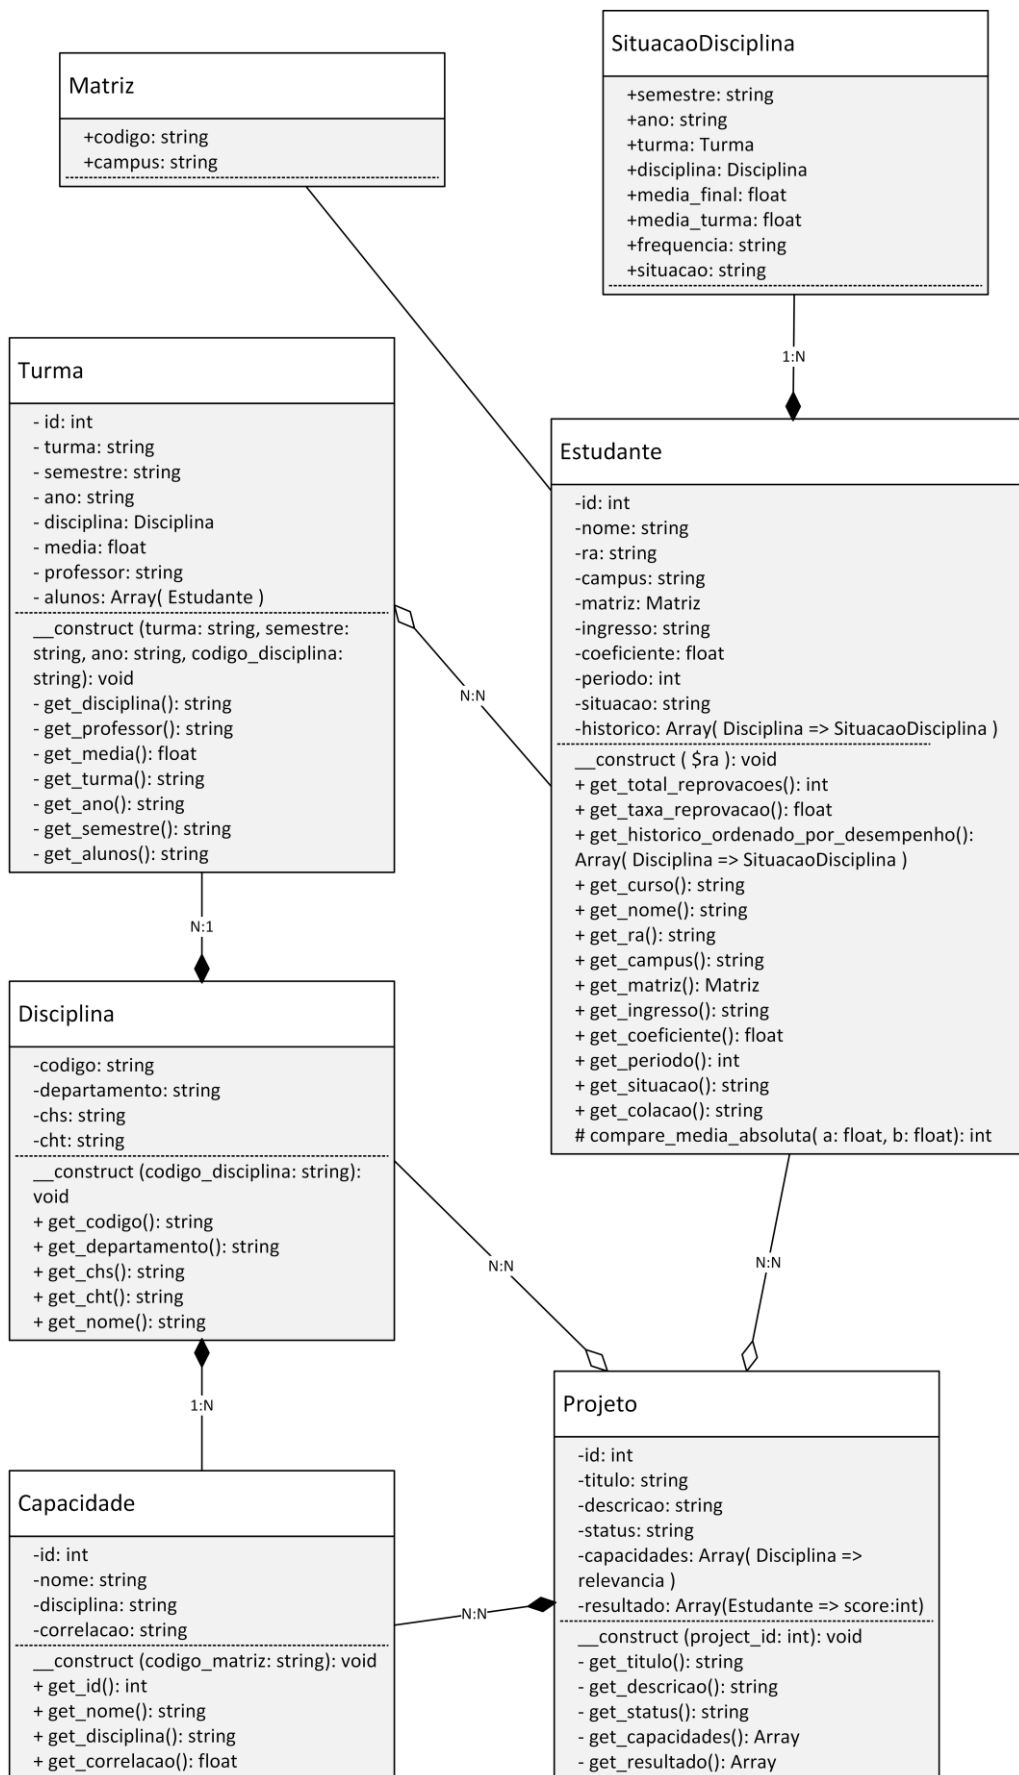 Matriz
+codigo: string
+campus: string
SituacaoDisciplina
+semestre: string
+ano: string
+turma: Turma
+disciplina: Disciplina
+media_final: float
+media_turma: float
+frequência: string
+situacao: string
1:N
Turma
- id: int
- turma: string
- semestre: string
- ano: string
- disciplina: Disciplina
- media: float
- professor: string
- alunos: Array( Estudante )
__construct (turma: string, semestre:
string, ano: string, codigo_disciplina:
string): void
- get_disciplina(): string
- get_professor(): string
- get_media(): float
- get_turma(): string
- get_ano(): string
- get_semestre(): string
- get_alunos(): string
N:N
Estudante
-id: int
-nome: string
-ra: string
-campus: string
-matriz: Matriz
-ingresso: string
-coeficiente: float
-periodo: int
-situacao: string
-historico: Array( Disciplina => SituacaoDisciplina )
__construct ( $ra ): void
+ get_total_reprovacoes(): int
+ get_taxa_reprovacao(): float
+ get_historico_ordenado_por_desempenho():
Array( Disciplina => SituacaoDisciplina )
+ get_curso(): string
+ get_nome(): string
+ get_ra(): string
+ get_campus(): string
+ get_matriz(): Matriz
+ get_ingresso(): string
+ get_coeficiente(): float
+ get_periodo(): int
+ get_situacao(): string
+ get_colacao(): string
# compare_media_absoluta( a: float, b: float): int
N:1
Disciplina
-codigo: string
-departamento: string
-chs: string
-cht: string
__construct (codigo_disciplina: string):
void
+ get_codigo(): string
+ get_departamento(): string
+ get_chs(): string
+ get_cht(): string
+ get_nome(): string
N:N
N:N
1:N
Capacidade
-id: int
-nome: string
-disciplina: string
-correlacao: string
__construct (codigo_matriz: string): void
+ get_id(): int
+ get_nome(): string
+ get_disciplina(): string
+ get_correlacao(): float
N:N
Projeto
-id: int
-titulo: string
-descricao: string
-status: string
-capacidades: Array( Disciplina =>
relevancia )
-resultado: Array(Estudante => score:int)
__construct (project_id: int): void
- get_titulo(): string
- get_descricao(): string
- get_status(): string
- get_capacidades(): Array
- get_resultado(): Array